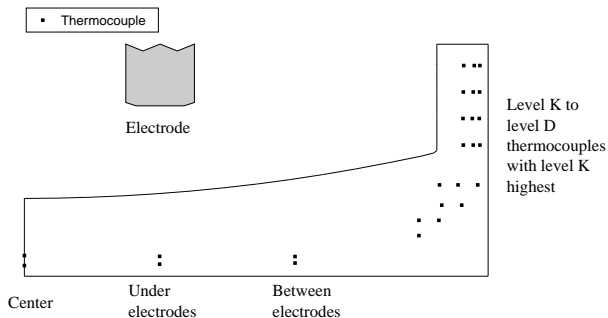 Thermocouple
Electrode
Level K to
level D
thermocouples
with level K
highest
Center
Under
electrodes
Between
electrodes